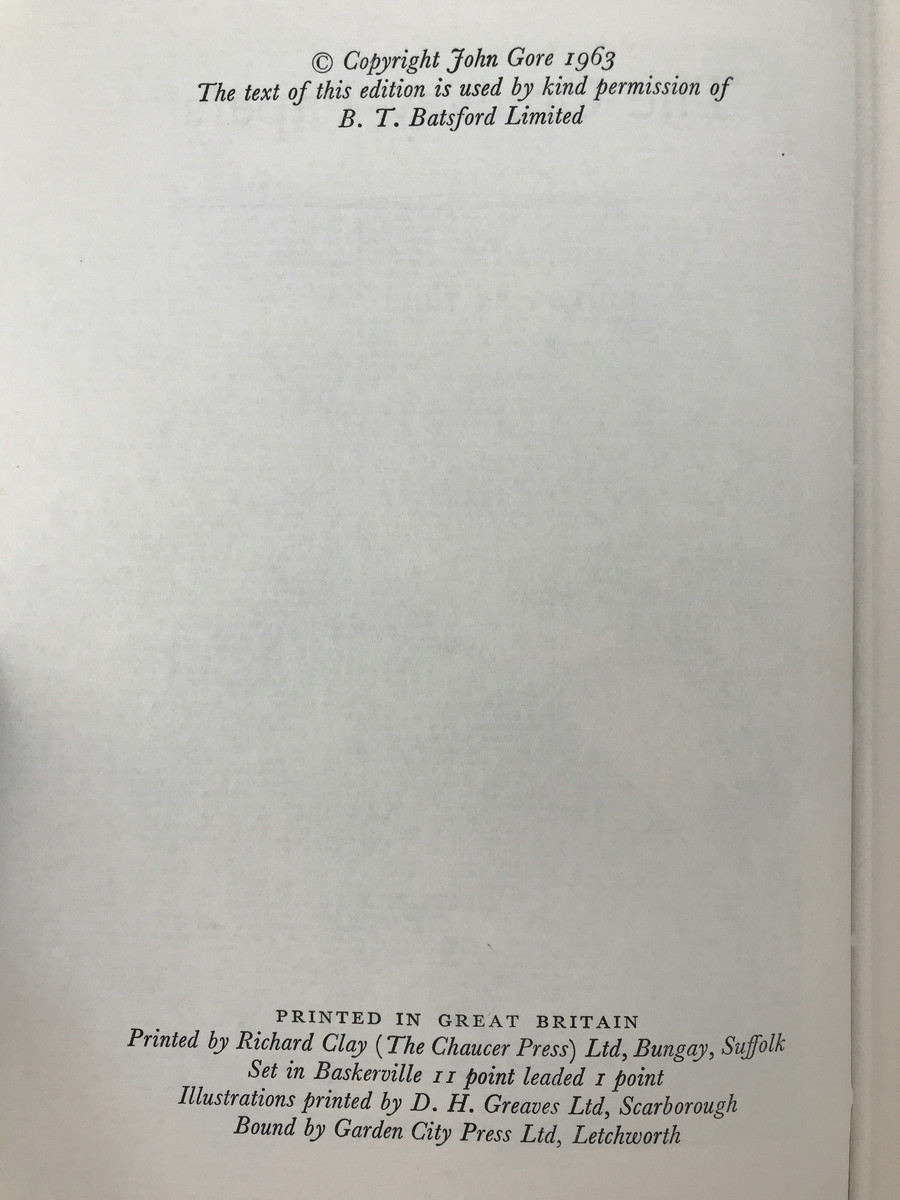 © Copyright John Gore 1963
The text of this edition is used by kind permission of
B. T. Batsford Limited
PRINTED IN GREAT BRITAIN
Printed by Richard Clay (The Chaucer Press) Ltd, Bungay, Suffolk
Set in Baskerville 11 point leaded 1 point
Illustrations printed by D. H. Greaves Ltd, Scarborough
Bound by Garden City Press Ltd, Letchworth